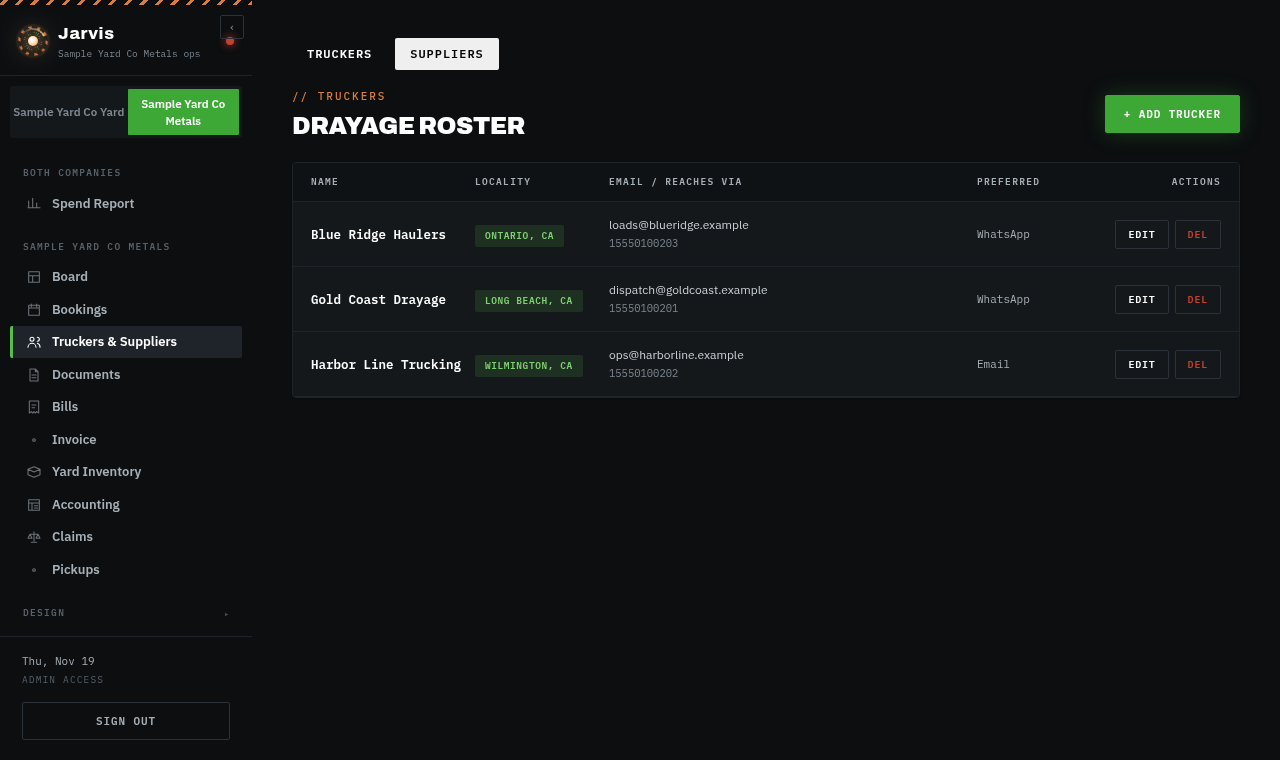 Jarvis
Sample Yard Co Metals ops
‹
Sample Yard Co Yard
Sample Yard Co
Metals
BOTH COMPANIES
Spend Report
SAMPLE YARD CO METALS
Board
Bookings
Truckers & Suppliers
Documents
Bills
Invoice
Yard Inventory
Accounting
Claims
Pickups
DESIGN
Thu, Nov 19
ADMIN ACCESS
SIGN OUT
TRUCKERS
SUPPLIERS
// TRUCKERS
DRAYAGE ROSTER
+ ADD TRUCKER
NAME LOCALITY EMAIL / REACHES VIA PREFERRED ACTIONS
Blue Ridge Haulers ONTARIO, CA loads@blueridge.example WhatsApp EDIT DEL
15550100203
Gold Coast Drayage LONG BEACH, CA dispatch@goldcoast.example WhatsApp EDIT DEL
15550100201
Harbor Line Trucking WILMINGTON, CA ops@harborline.example Email EDIT DEL
15550100202